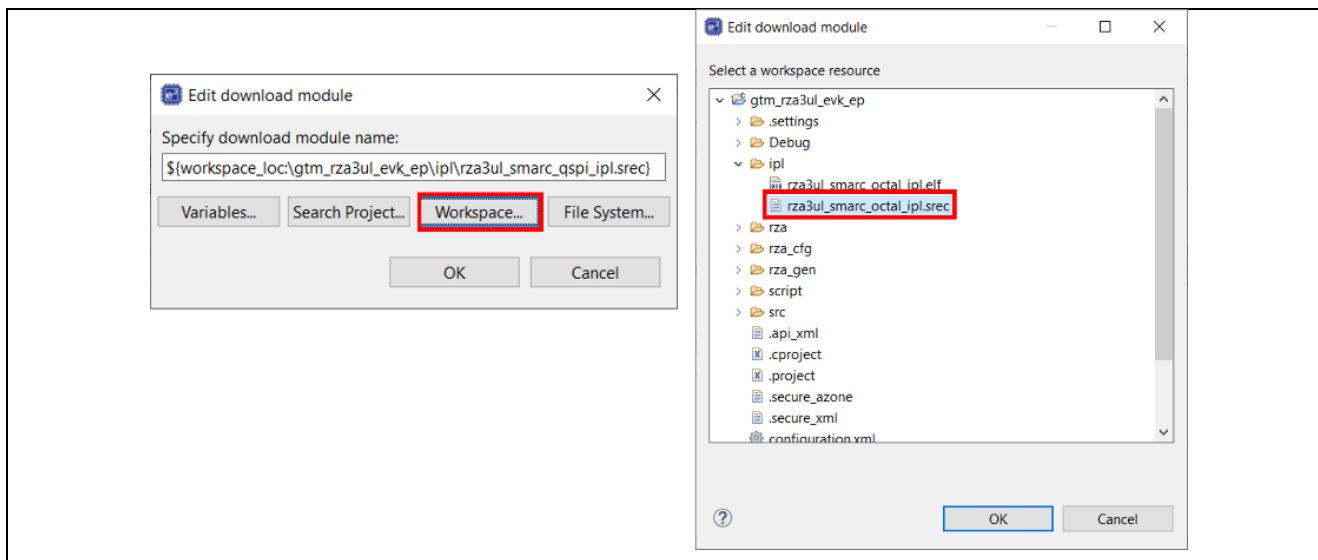 Edit download module
Specify download module name:
${workspace_loc:\gtm_rza3ul_evk_ep\ipl\rza3ul_smarc_qspi_ipl.srec}
Variables... Search Project... Workspace... File System...
OK Cancel
Edit download module
Select a workspace resource
gtm_rza3ul_evk_ep
.settings
Debug
ipl
rza3ul_smarc_octal_ipl.elf
rza3ul_smarc_octal_ipl.srec
rza
rza_cfg
rza_gen
script
src
.api_xml
.cproject
.project
.secure_azone
.secure_xml
configuration.xml
OK Cancel